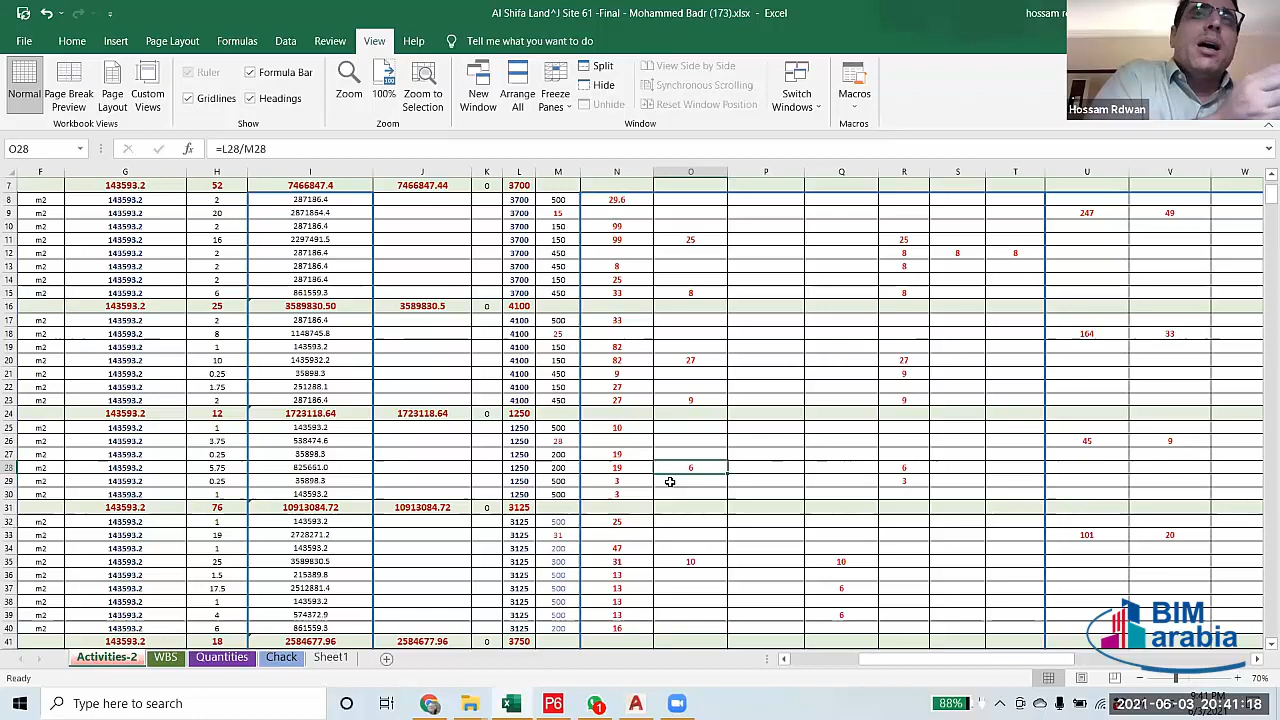 Al Shifa Land^J Site 61 -Final - Mohammed Badr (173).xlsx - Excel
hossam r
File Home Insert Page Layout Formulas Data Review View Help Tell me what you want to do
Normal
Page Break Preview
Page Layout
Custom Views
Workbook Views
Ruler
Formula Bar
Gridlines
Headings
Show
Zoom
100%
Zoom to Selection
Zoom
New Window
Arrange All
Freeze Panes
Split
Hide
Unhide
View Side by Side
Synchronous Scrolling
Reset Window Position
Window
Switch Windows
Macros
Macros
Hossam Rdwan
O28 fx =L28/M28
F G H I J K L M N O P Q R S T U V W
7 143593.2 52 7466847.4 7466847.44 0 3700
8 m2 143593.2 2 287186.4 3700 500 29.6
9 m2 143593.2 20 2871864.4 3700 15 247 49
10 m2 143593.2 2 287186.4 3700 150 99
11 m2 143593.2 16 2297491.5 3700 150 99 25 25
12 m2 143593.2 2 287186.4 3700 450 8 8 8
13 m2 143593.2 2 287186.4 3700 450 8 8
14 m2 143593.2 2 287186.4 3700 150 25
15 m2 143593.2 6 861559.3 3700 450 33 8 8
16 143593.2 25 3589830.50 3589830.5 0 4100
17 m2 143593.2 2 287186.4 4100 500 33
18 m2 143593.2 8 1148745.8 4100 25 164 33
19 m2 143593.2 1 143593.2 4100 150 82
20 m2 143593.2 10 1435932.2 4100 150 82 27 27
21 m2 143593.2 0.25 35898.3 4100 450 9 9
22 m2 143593.2 1.75 251288.1 4100 150 27
23 m2 143593.2 2 287186.4 4100 450 27 9 9
24 143593.2 12 1723118.64 1723118.64 0 1250
25 m2 143593.2 1 143593.2 1250 500 10
26 m2 143593.2 3.75 538474.6 1250 28 45 9
27 m2 143593.2 0.25 35898.3 1250 200 19
28 m2 143593.2 5.75 825661.0 1250 200 19 6 6
29 m2 143593.2 0.25 35898.3 1250 500 3 3
30 m2 143593.2 1 143593.2 1250 500 3
31 143593.2 76 10913084.72 10913084.72 0 3125
32 m2 143593.2 1 143593.2 3125 500 25
33 m2 143593.2 19 2728271.2 3125 31 101 20
34 m2 143593.2 1 143593.2 3125 200 47
35 m2 143593.2 25 3589830.5 3125 300 31 10 10
36 m2 143593.2 1.5 215389.8 3125 500 13
37 m2 143593.2 17.5 2512881.4 3125 500 13 6
38 m2 143593.2 1 143593.2 3125 500 13
39 m2 143593.2 4 574372.9 3125 500 13 6
40 m2 143593.2 6 861559.3 3125 200 16
41 143593.2 18 2584677.96 2584677.96 0 3750
BIM
arabia
Activities-2 WBS Quantities Chack Sheet1
Ready
70%
Type here to search
P6
1
88%
9:41 PM
2021-06-03 20:41:18